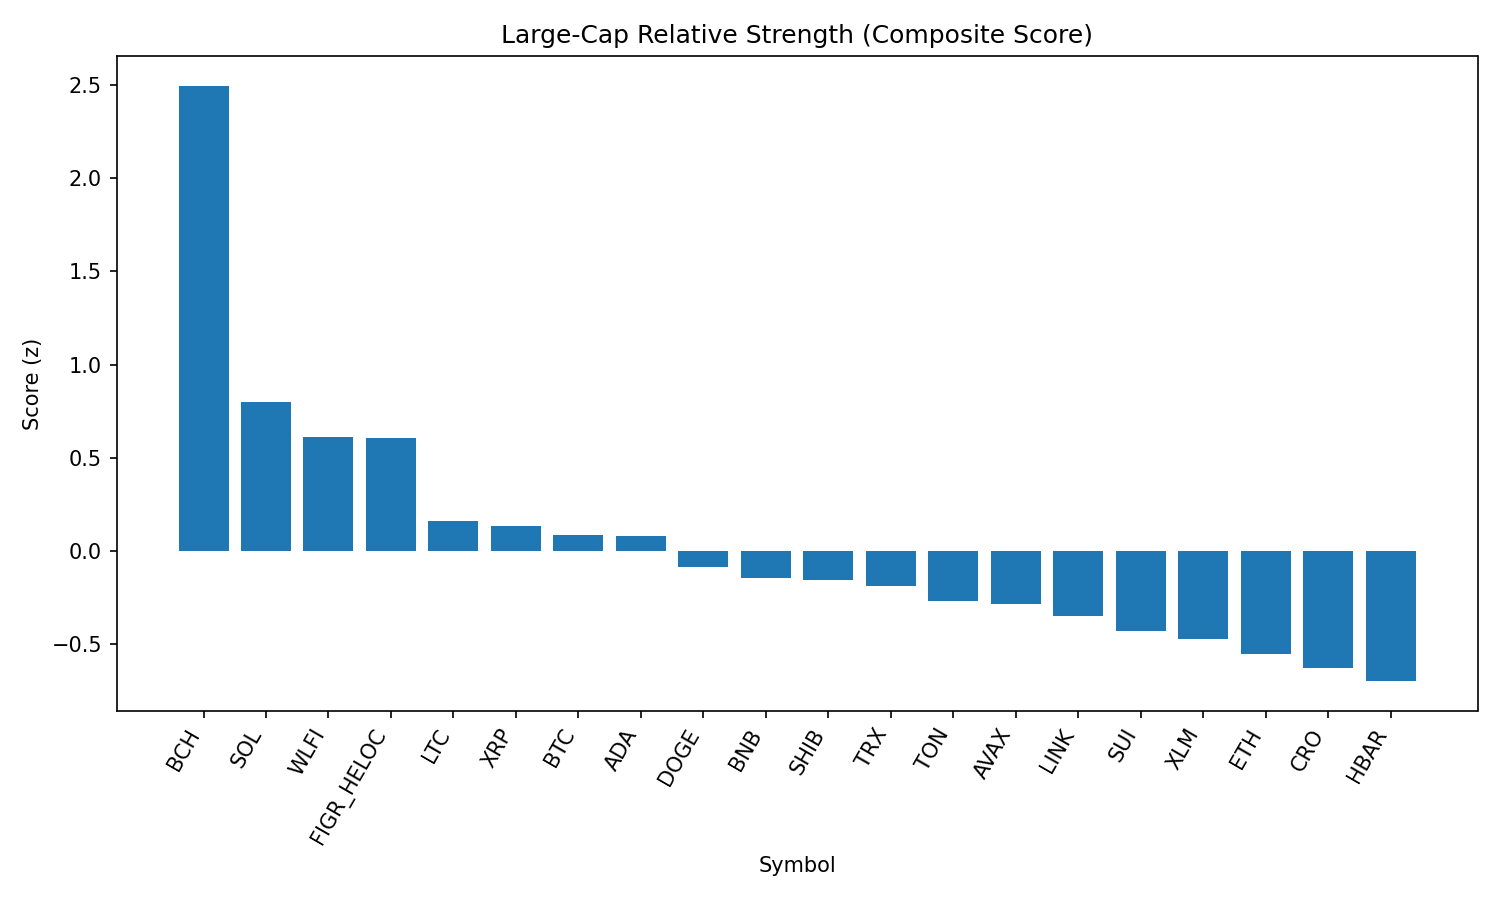 Large-Cap Relative Strength (Composite Score)
Score (z)
2.5
2.0
1.5
1.0
0.5
0.0
−0.5
BCH
SOL
WLFI
FIGR_HELOC
LTC
XRP
BTC
ADA
DOGE
BNB
SHIB
TRX
TON
AVAX
LINK
SUI
XLM
ETH
CRO
HBAR
Symbol